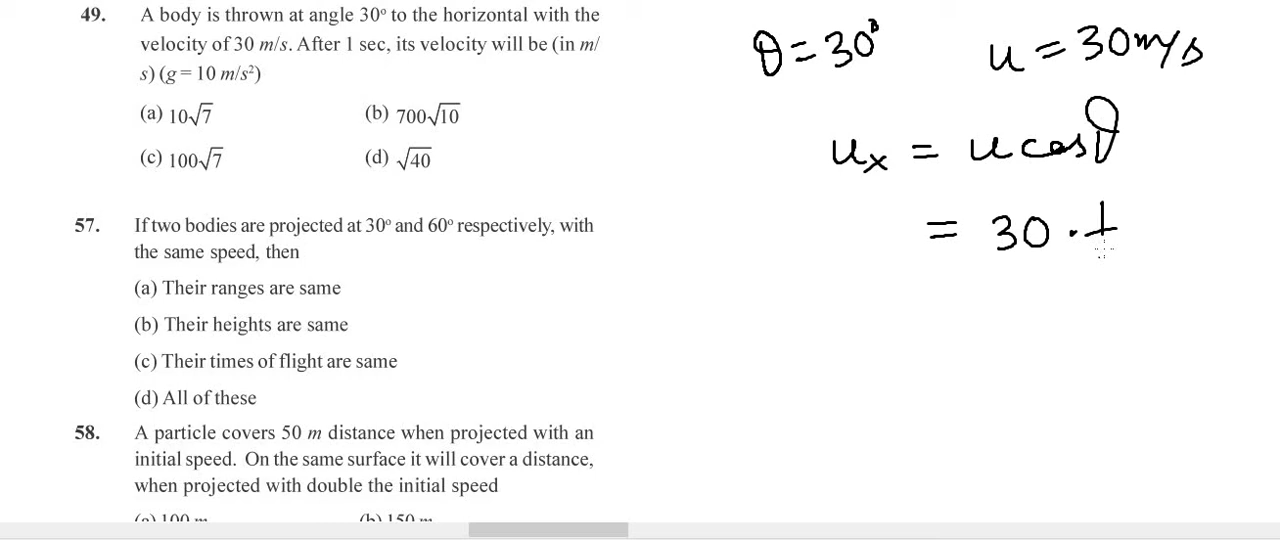 49. A body is thrown at angle 30° to the horizontal with the
velocity of 30 m/s. After 1 sec, its velocity will be (in m/
s) (g = 10 m/s²)
(a) 10√7 (b) 700√10
(c) 100√7 (d) √40
57. If two bodies are projected at 30° and 60° respectively, with
the same speed, then
(a) Their ranges are same
(b) Their heights are same
(c) Their times of flight are same
(d) All of these
58. A particle covers 50 m distance when projected with an
initial speed. On the same surface it will cover a distance,
when projected with double the initial speed
(a) 100 m (b) 150 m
θ = 30° u = 30 m/s
uₓ = u cosθ
= 30 ·